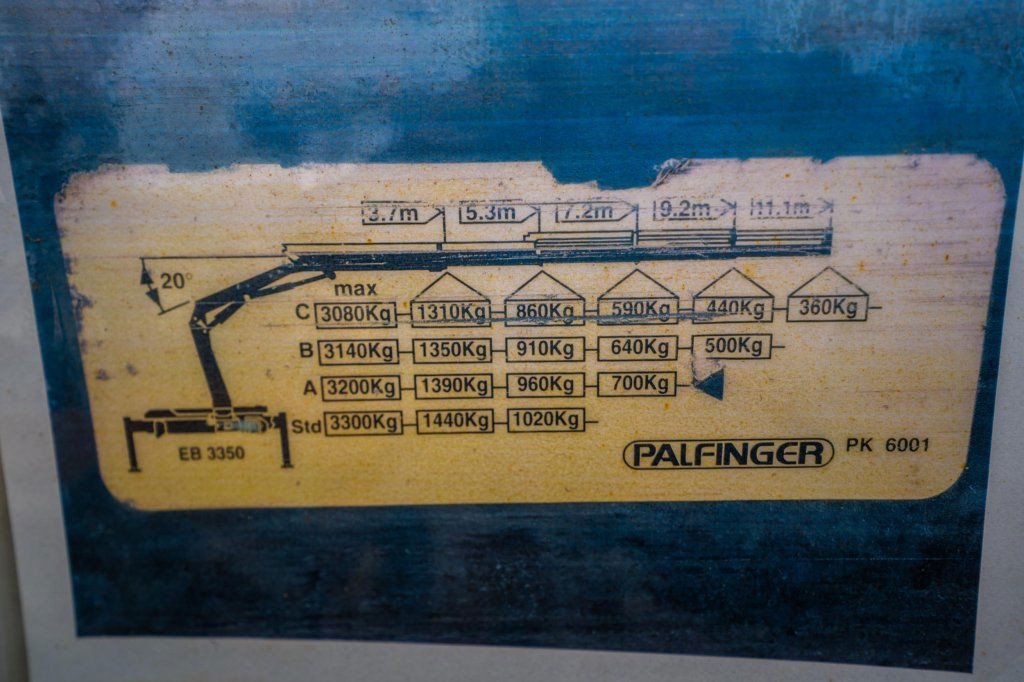 3.7m 5.3m 7.2m 9.2m 11.1m
20°
max
C 3080Kg 1310Kg 860Kg 590Kg 440Kg 360Kg
B 3140Kg 1350Kg 910Kg 640Kg 500Kg
A 3200Kg 1390Kg 960Kg 700Kg
Std 3300Kg 1440Kg 1020Kg
EB 3350
PALFINGER PK 6001